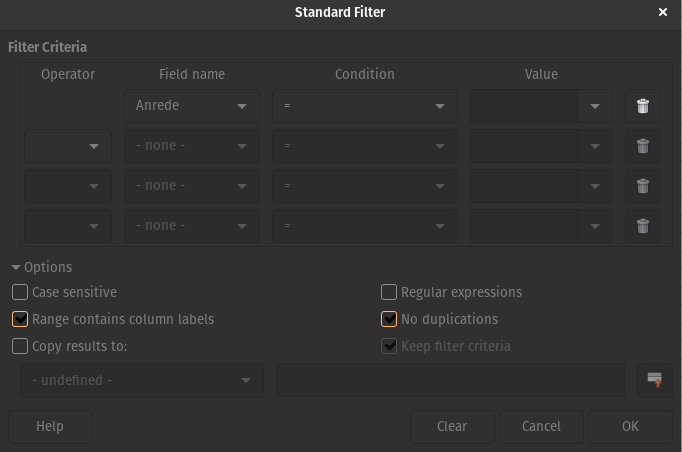 Standard Filter
Filter Criteria
Operator Field name Condition Value
Anrede =
- none - =
- none - =
- none - =
Options
Case sensitive Regular expressions
Range contains column labels No duplications
Copy results to: Keep filter criteria
- undefined -
Help Clear Cancel OK